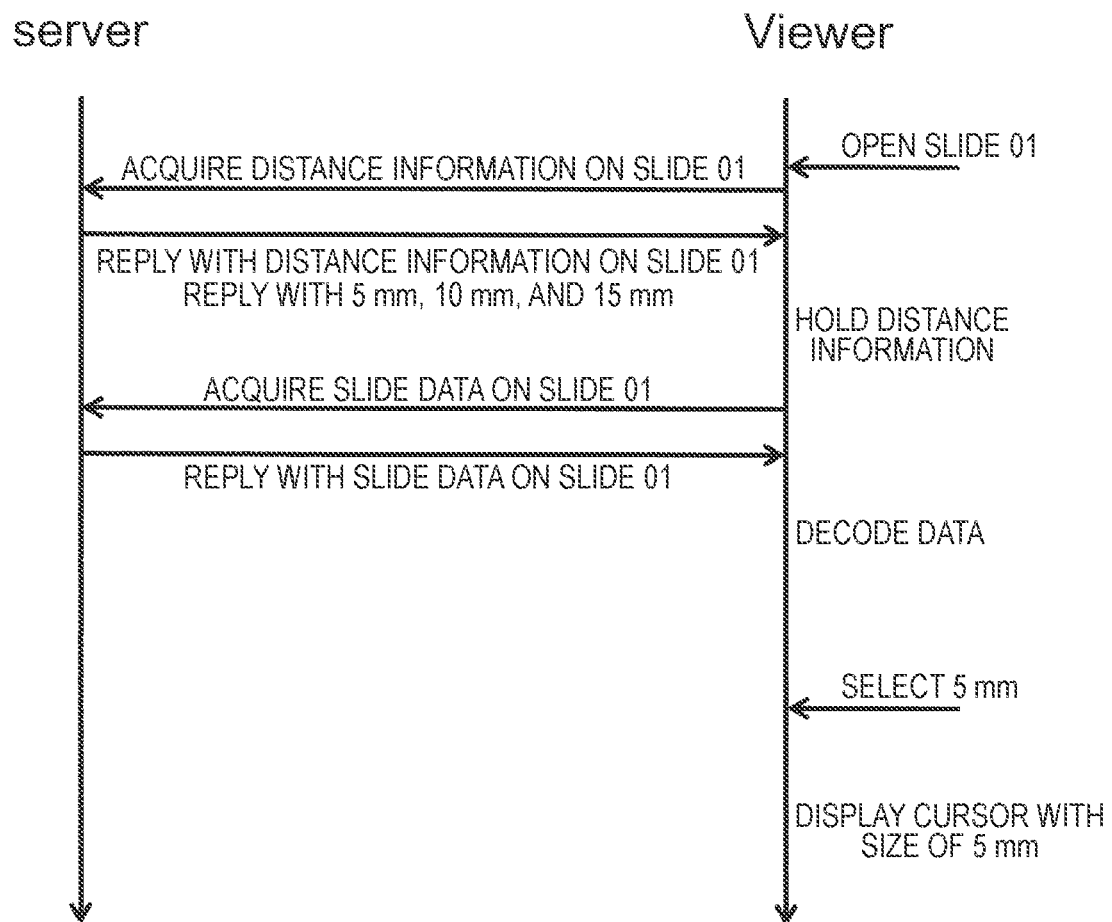 server
Viewer
OPEN SLIDE 01
ACQUIRE DISTANCE INFORMATION ON SLIDE 01
REPLY WITH DISTANCE INFORMATION ON SLIDE 01
REPLY WITH 5 mm, 10 mm, AND 15 mm
HOLD DISTANCE
INFORMATION
ACQUIRE SLIDE DATA ON SLIDE 01
REPLY WITH SLIDE DATA ON SLIDE 01
DECODE DATA
SELECT 5 mm
DISPLAY CURSOR WITH
SIZE OF 5 mm